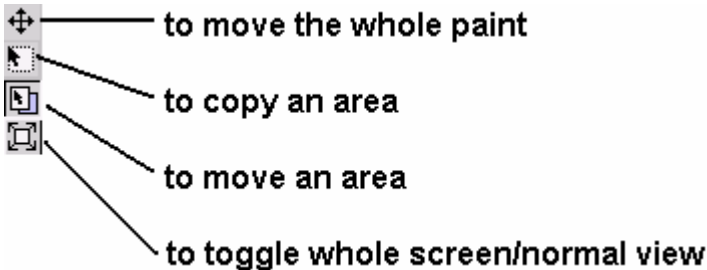 to move the whole paint
to copy an area
to move an area
to toggle whole screen/normal view